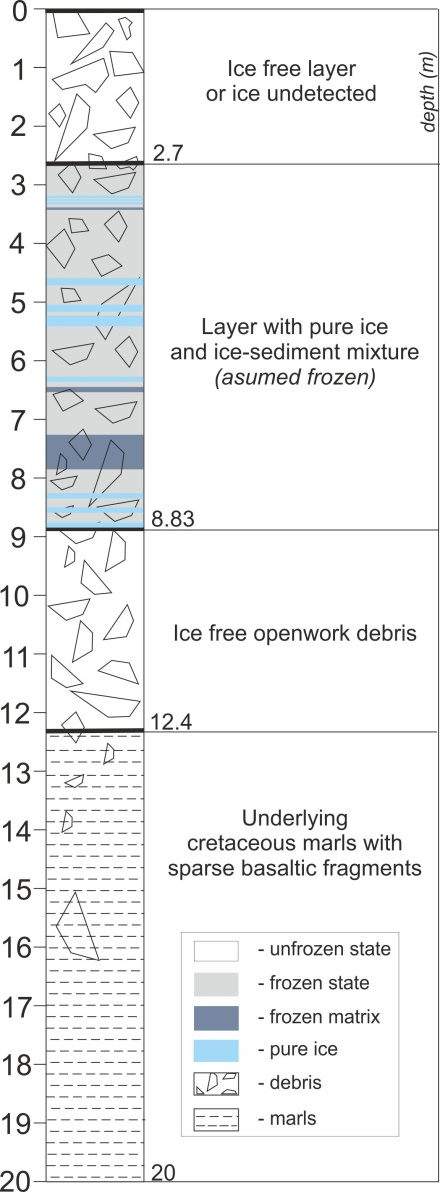 0
1
2
3
4
5
6
7
8
9
10
11
12
13
14
15
16
17
18
19
20
depth (m)
Ice free layer
or ice undetected
2.7
Layer with pure ice
and ice-sediment mixture
(asumed frozen)
8.83
Ice free openwork debris
12.4
Underlying
cretaceous marls with
sparse basaltic fragments
- unfrozen state
- frozen state
- frozen matrix
- pure ice
- debris
- marls
20